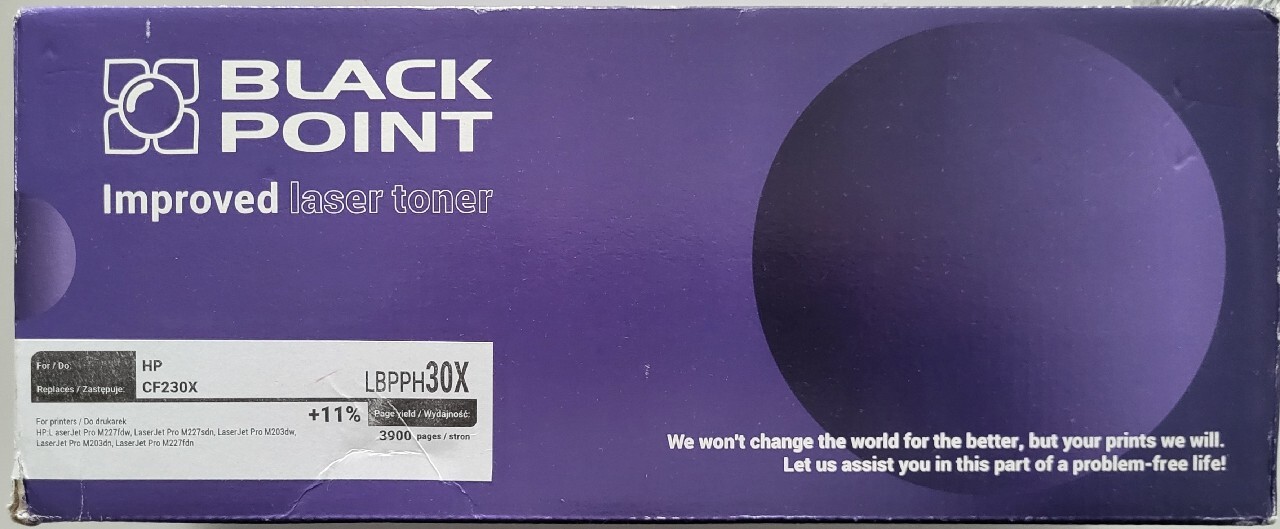 BLACK
POINT
Improved laser toner
For / Do:
HP
Replaces / Zastępuje:
CF230X
LBPPH30X
+11%
Page yield / Wydajność:
3900 pages / stron
For printers / Do drukarek
HP:L aserJet Pro M227fdw, LaserJet Pro M227sdn, LaserJet Pro M203dw,
LaserJet Pro M203dn, LaserJet Pro M227fdn
We won't change the world for the better, but your prints we will.
Let us assist you in this part of a problem-free life!